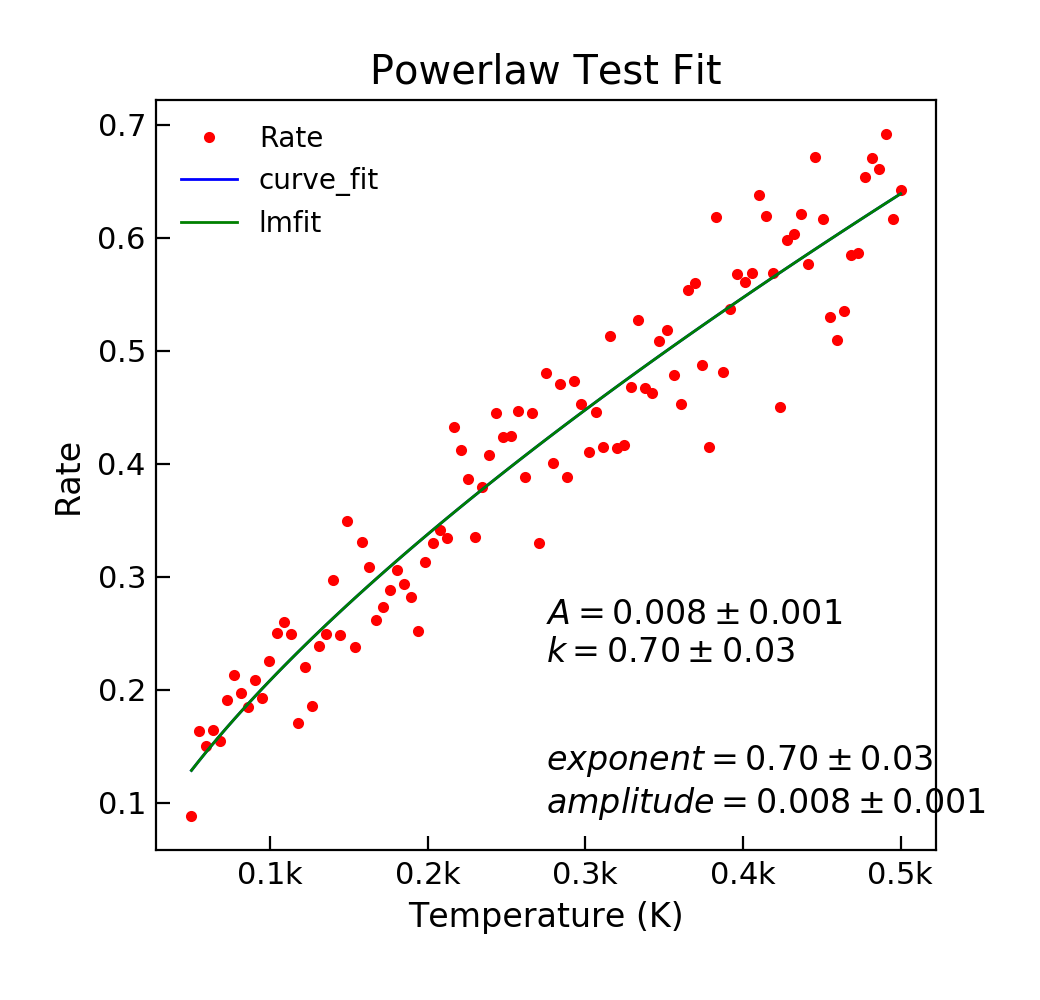 Powerlaw Test Fit
Rate
curve_fit
lmfit
0.7
0.6
0.5
0.4
0.3
0.2
0.1
Rate
A = 0.008 ± 0.001
k = 0.70 ± 0.03
exponent = 0.70 ± 0.03
amplitude = 0.008 ± 0.001
0.1k 0.2k 0.3k 0.4k 0.5k
Temperature (K)